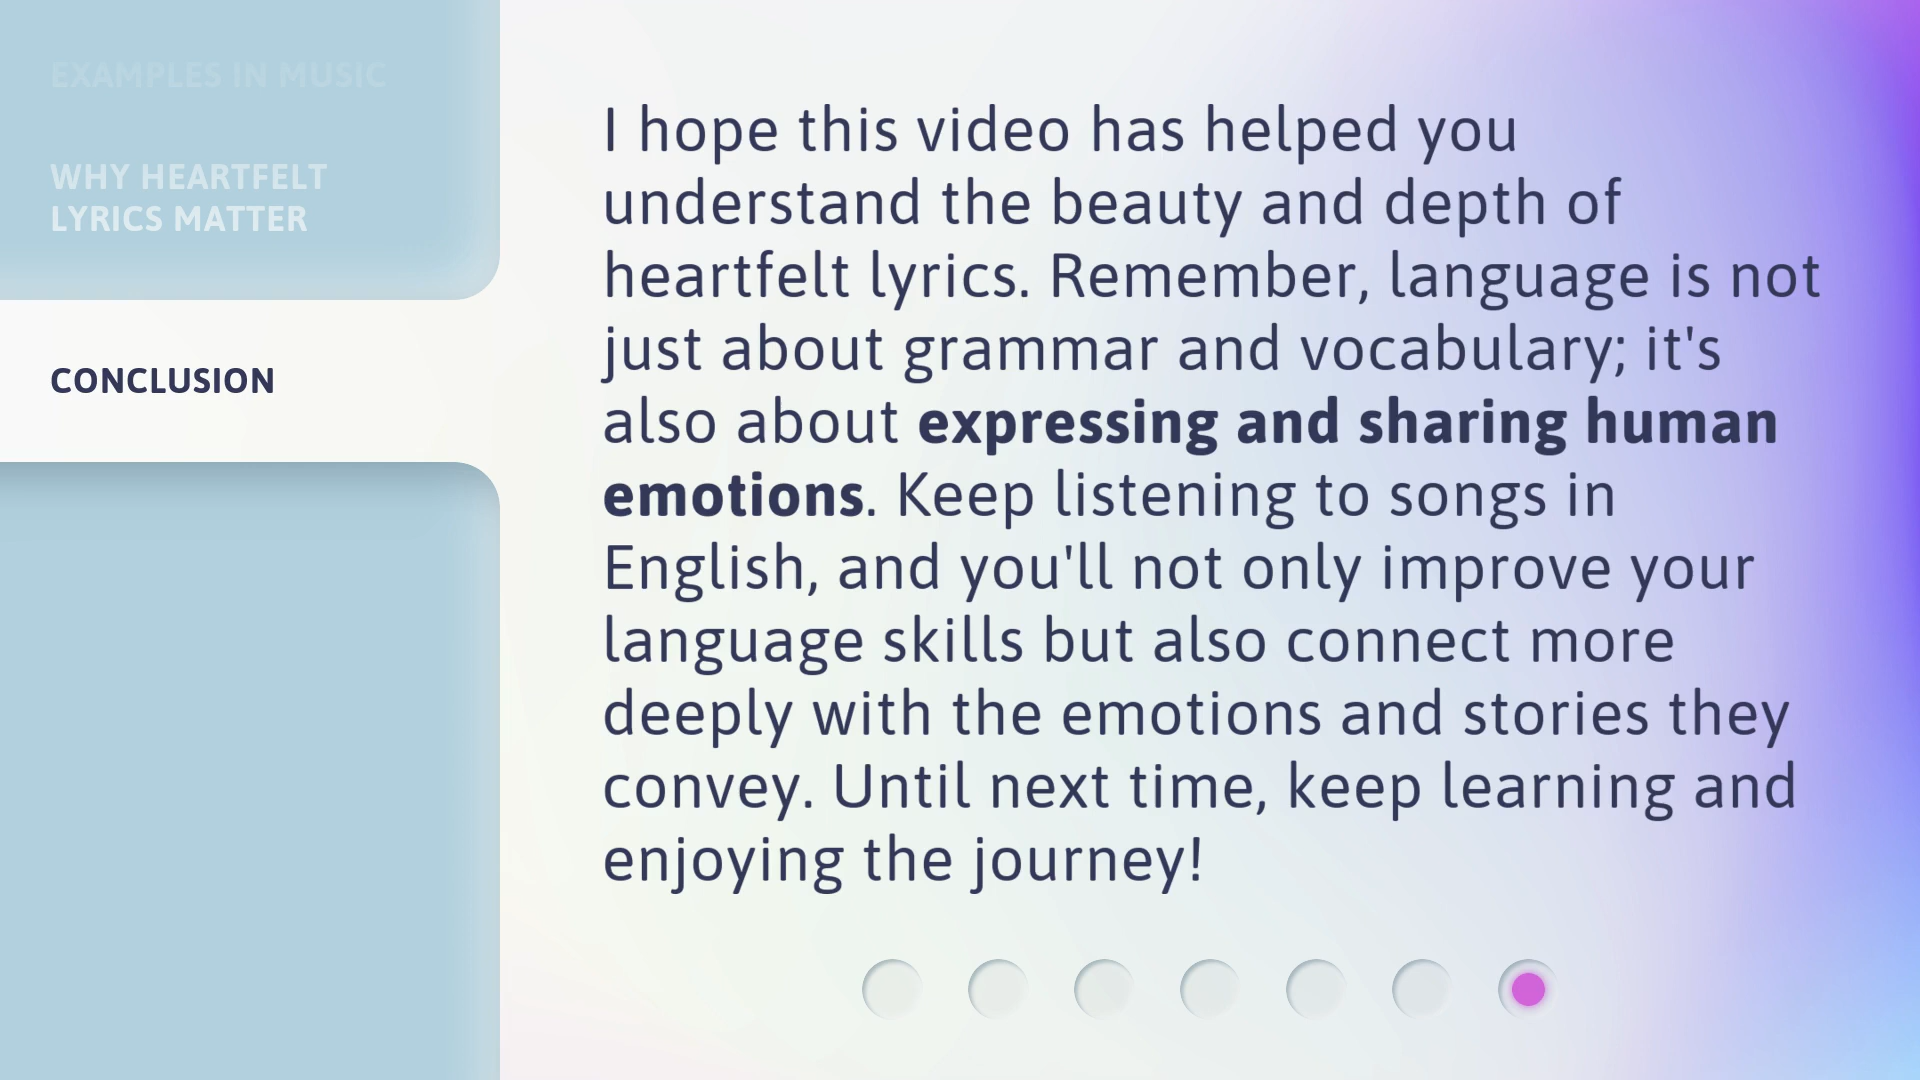 EXAMPLES IN MUSIC
WHY HEARTFELT
LYRICS MATTER
CONCLUSION
I hope this video has helped you
understand the beauty and depth of
heartfelt lyrics. Remember, language is not
just about grammar and vocabulary; it's
also about expressing and sharing human
emotions. Keep listening to songs in
English, and you'll not only improve your
language skills but also connect more
deeply with the emotions and stories they
convey. Until next time, keep learning and
enjoying the journey!